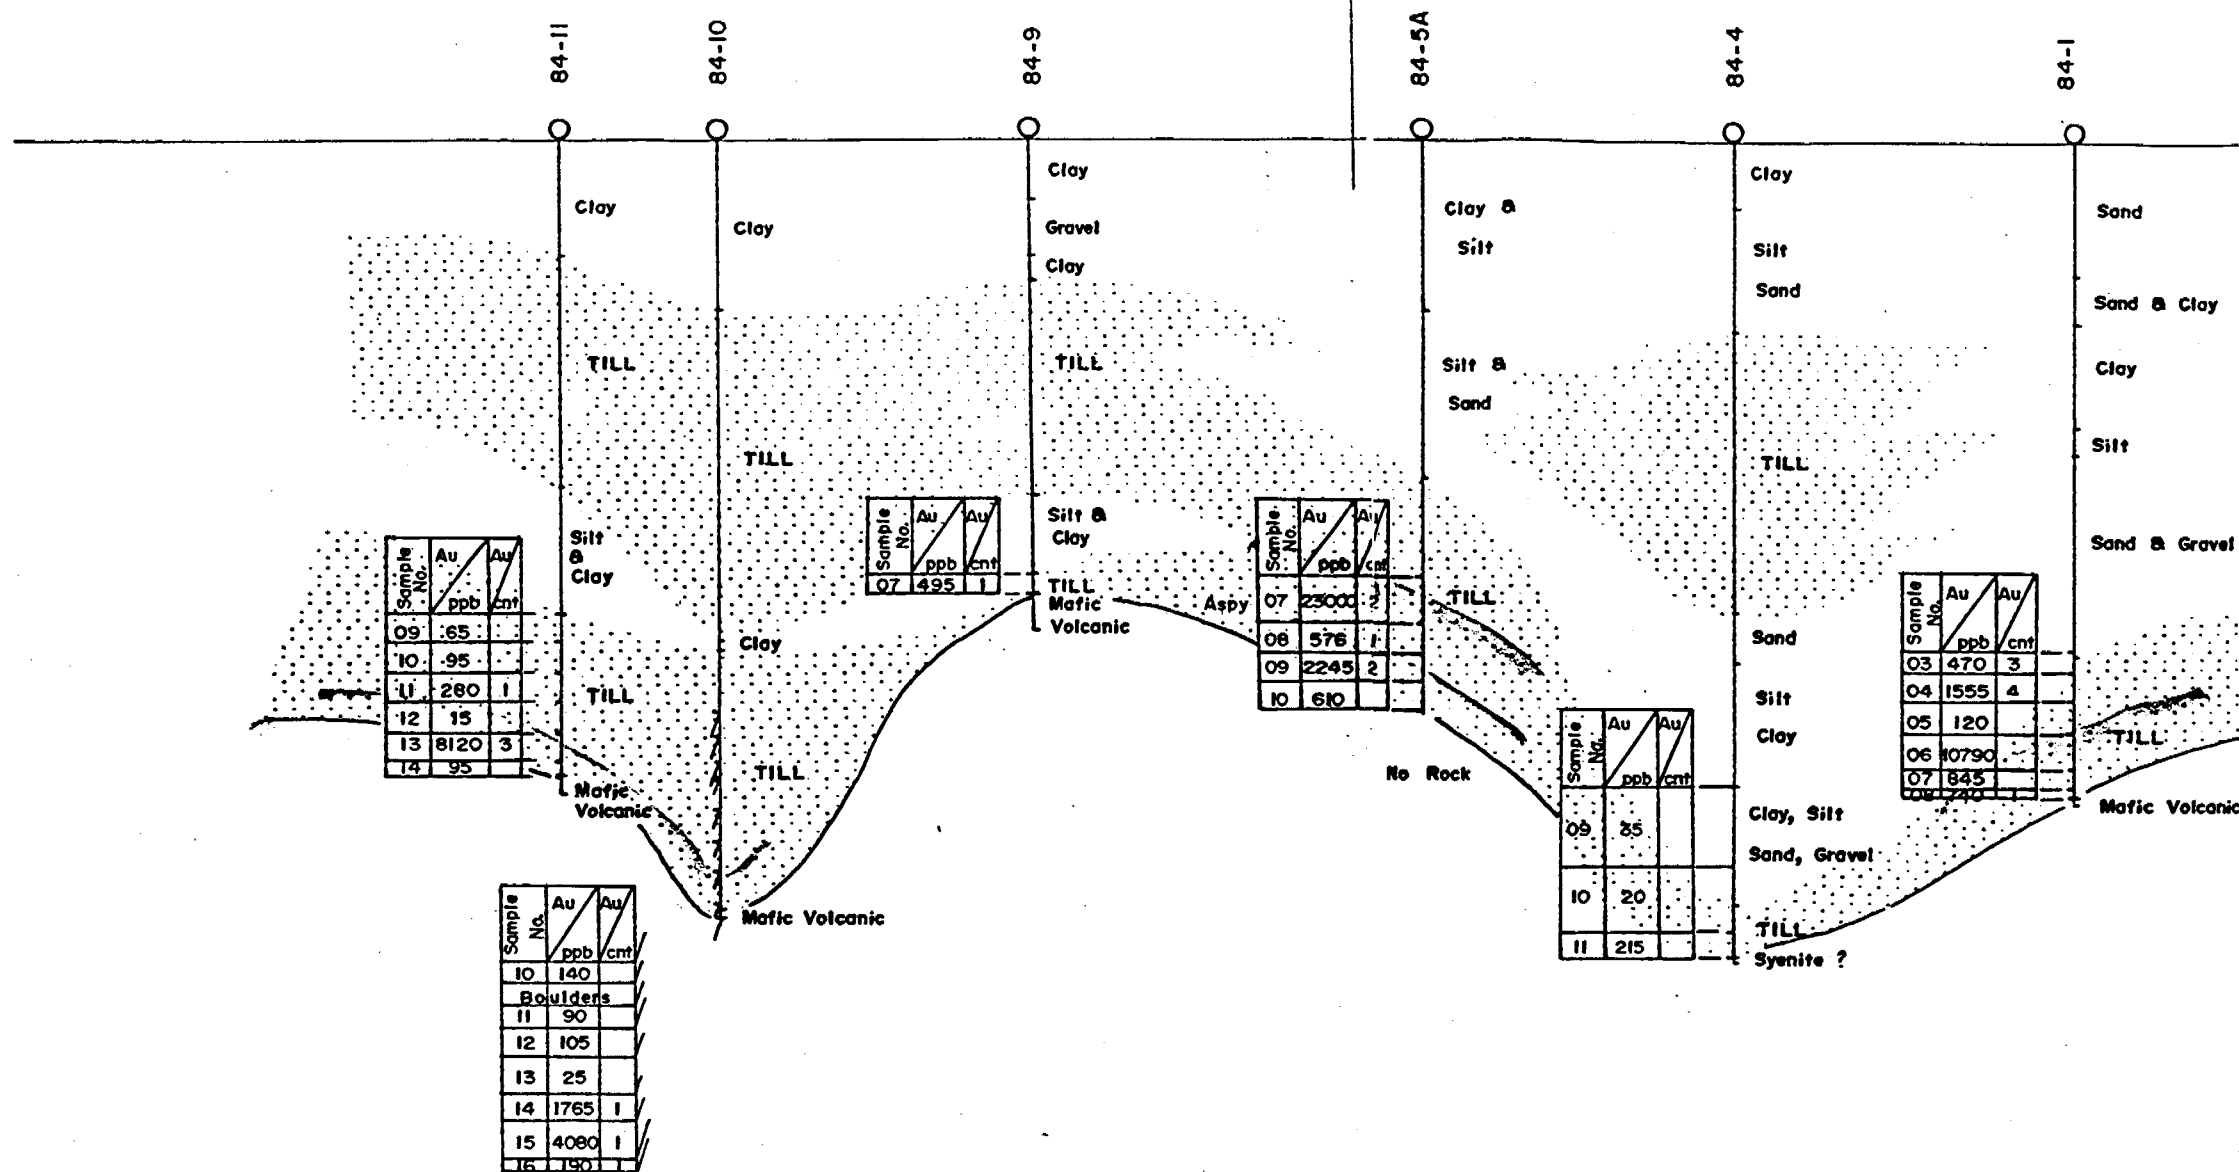 84-11
84-10
84-9
84-5A
84-4
84-1
Clay
TILL
Silt
&
Clay
TILL
Mafic
Volcanic
Sample No. Au ppb Au cnt
09 65
10 95
11 280 1
12 15
13 8120 3
14 95
Clay
TILL
Clay
TILL
Mafic Volcanic
Sample No. Au ppb Au cnt
10 140
Boulders
11 90
12 105
13 25
14 1765 1
15 4080 1
16 190 1
Clay
Gravel
Clay
TILL
Silt &
Clay
TILL
Mafic
Volcanic
Sample No. Au ppb Au cnt
07 495 1
Clay &
Silt
Silt &
Sand
TILL
No Rock
Aspy
Sample No. Au ppb Au cnt
07 23000
08 576 1
09 2245 2
10 610
Clay
Silt
Sand
TILL
Sand
Silt
Clay
Clay, Silt
Sand, Gravel
TILL
Syenite ?
Sample No. Au ppb Au cnt
09 35
10 20
11 215
Sand
Sand & Clay
Clay
Silt
Sand & Gravel
TILL
Mafic Volcanic
Sample No. Au ppb Au cnt
03 470 3
04 1555 4
05 120
06 10790
07 845
08 740 1